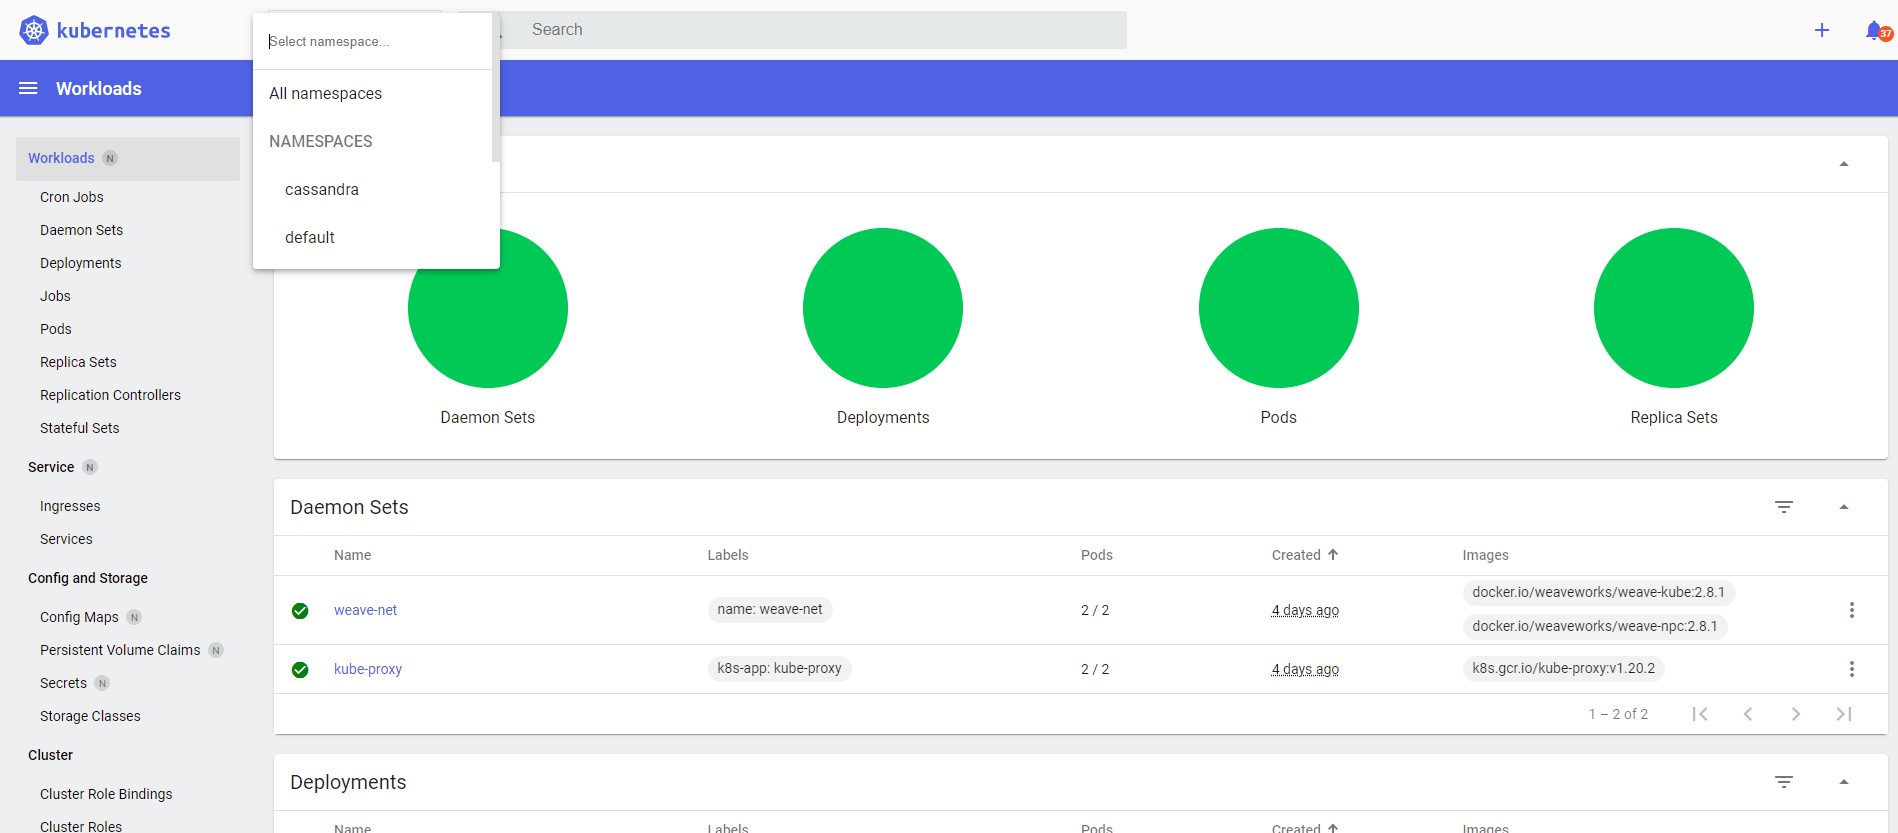 kubernetes
Select namespace...
Search
37
Workloads
All namespaces
NAMESPACES
cassandra
default
Workloads N
Cron Jobs
Daemon Sets
Deployments
Jobs
Pods
Replica Sets
Replication Controllers
Stateful Sets
Service N
Ingresses
Services
Config and Storage
Config Maps N
Persistent Volume Claims N
Secrets N
Storage Classes
Cluster
Cluster Role Bindings
Cluster Roles
Daemon Sets Deployments Pods Replica Sets
Daemon Sets
Name Labels Pods Created Images
weave-net name: weave-net 2 / 2 4 days ago docker.io/weaveworks/weave-kube:2.8.1
docker.io/weaveworks/weave-npc:2.8.1
kube-proxy k8s-app: kube-proxy 2 / 2 4 days ago k8s.gcr.io/kube-proxy:v1.20.2
1 – 2 of 2
Deployments
Name Labels Pods Created Images